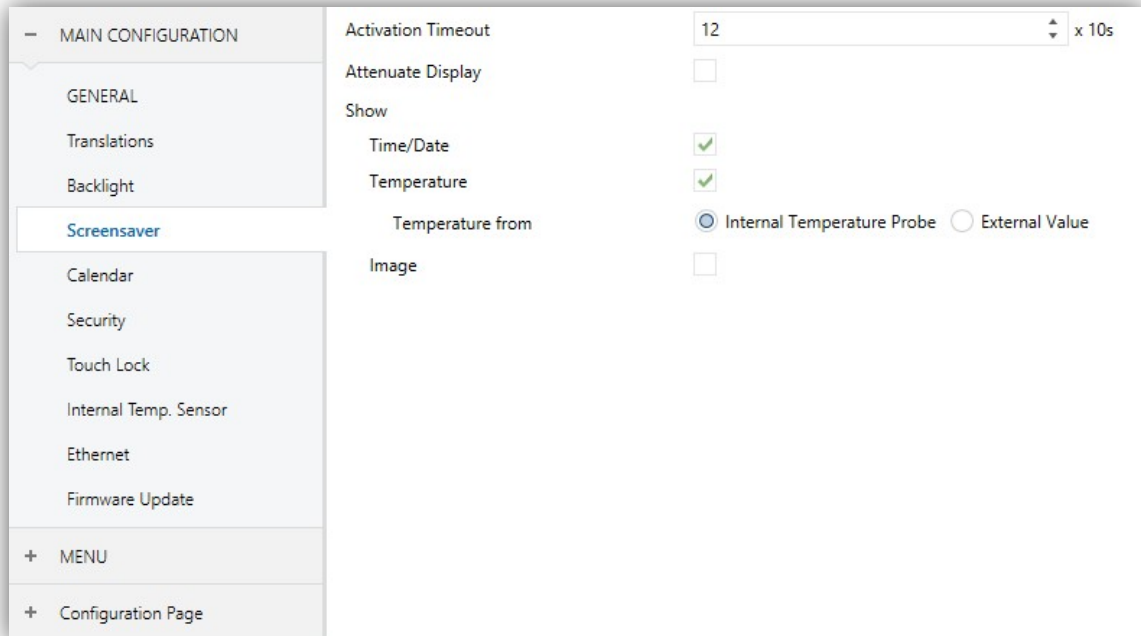 MAIN CONFIGURATION
GENERAL
Translations
Backlight
Screensaver
Calendar
Security
Touch Lock
Internal Temp. Sensor
Ethernet
Firmware Update
MENU
Configuration Page
Activation Timeout 12 x 10s
Attenuate Display
Show
Time/Date
Temperature
Temperature from Internal Temperature Probe External Value
Image